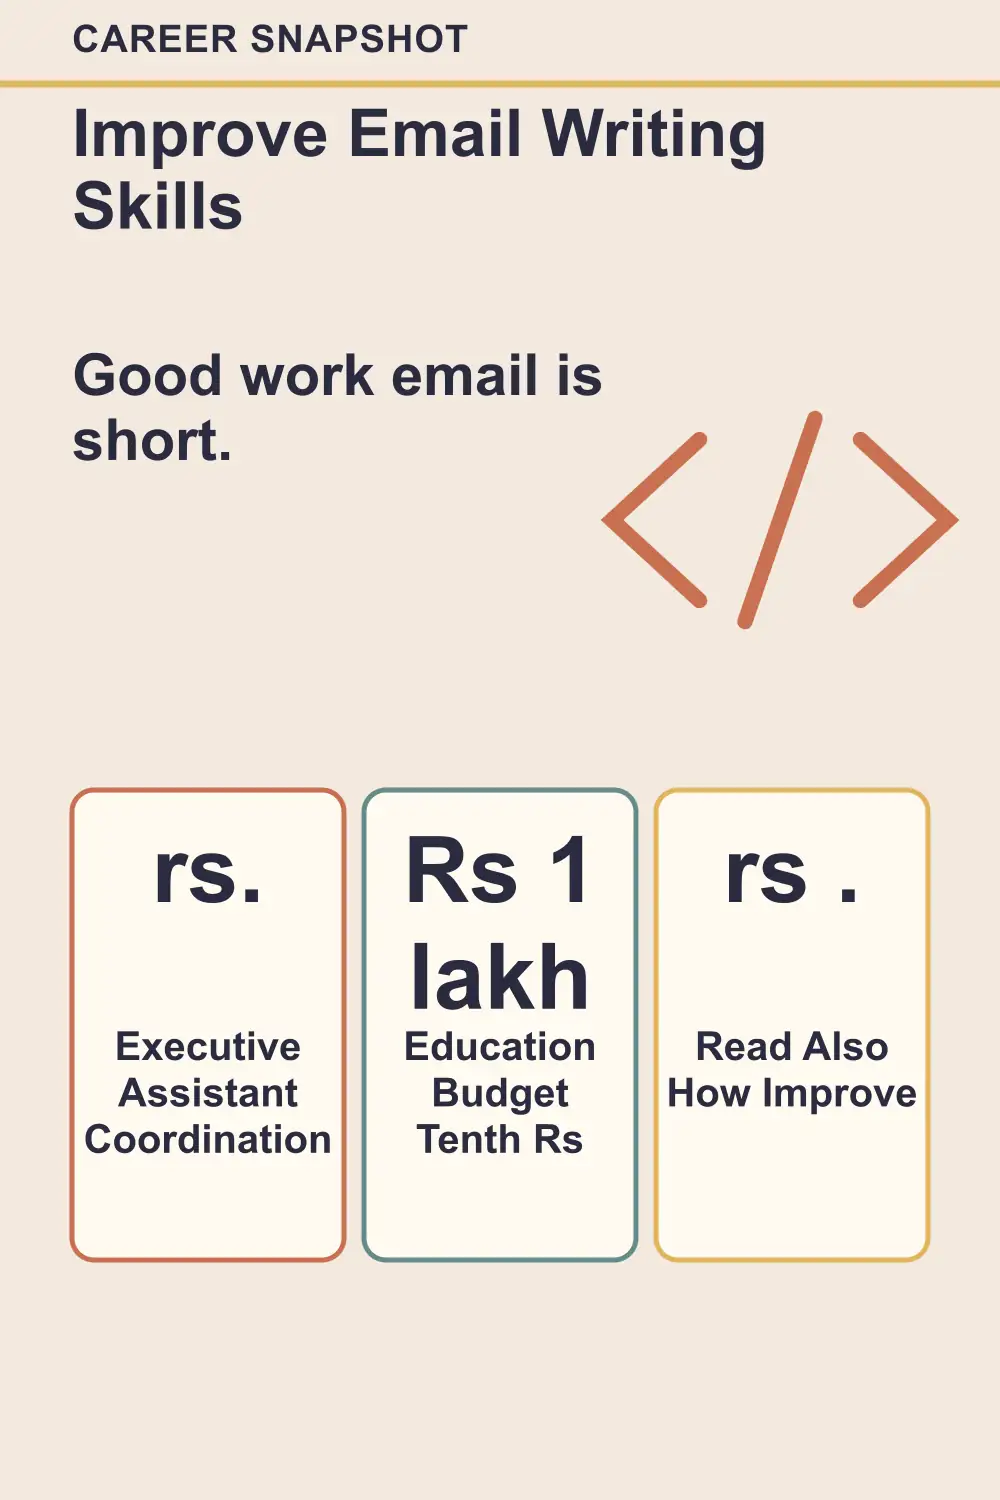 CAREER SNAPSHOT
Improve Email Writing
Skills
Good work email is
short.
rs.
Executive
Assistant
Coordination
Rs 1
lakh
Education
Budget
Tenth Rs
rs .
Read Also
How Improve